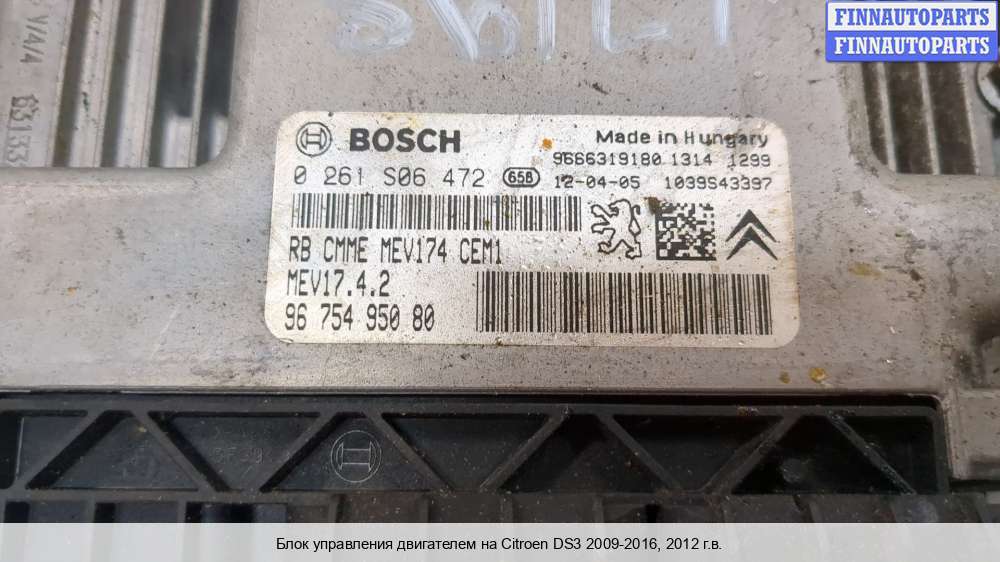 FINNAUTOPARTS
FINNAUTOPARTS
BOSCH
Made in Hungary
9666319180 1314 1299
0 261 S06 472 65B
12-04-05 1039S43397
RB CMME MEV174 CEM1
MEV17.4.2
96 754 950 80
Блок управления двигателем на Citroen DS3 2009-2016, 2012 г.в.